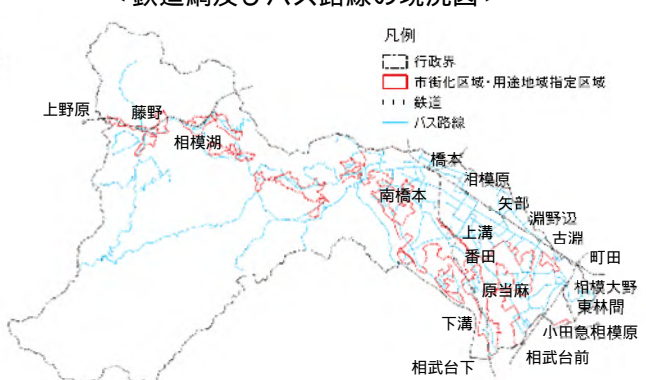 <鉄道網及びバス路線の現況図>
凡例
行政界
市街化区域・用途地域指定区域
鉄道
バス路線
上野原
藤野
相模湖
橋本
相模原
南橋本
矢部
淵野辺
上溝
古淵
番田
町田
原当麻
相模大野
東林間
下溝
小田急相模原
相武台前
相武台下